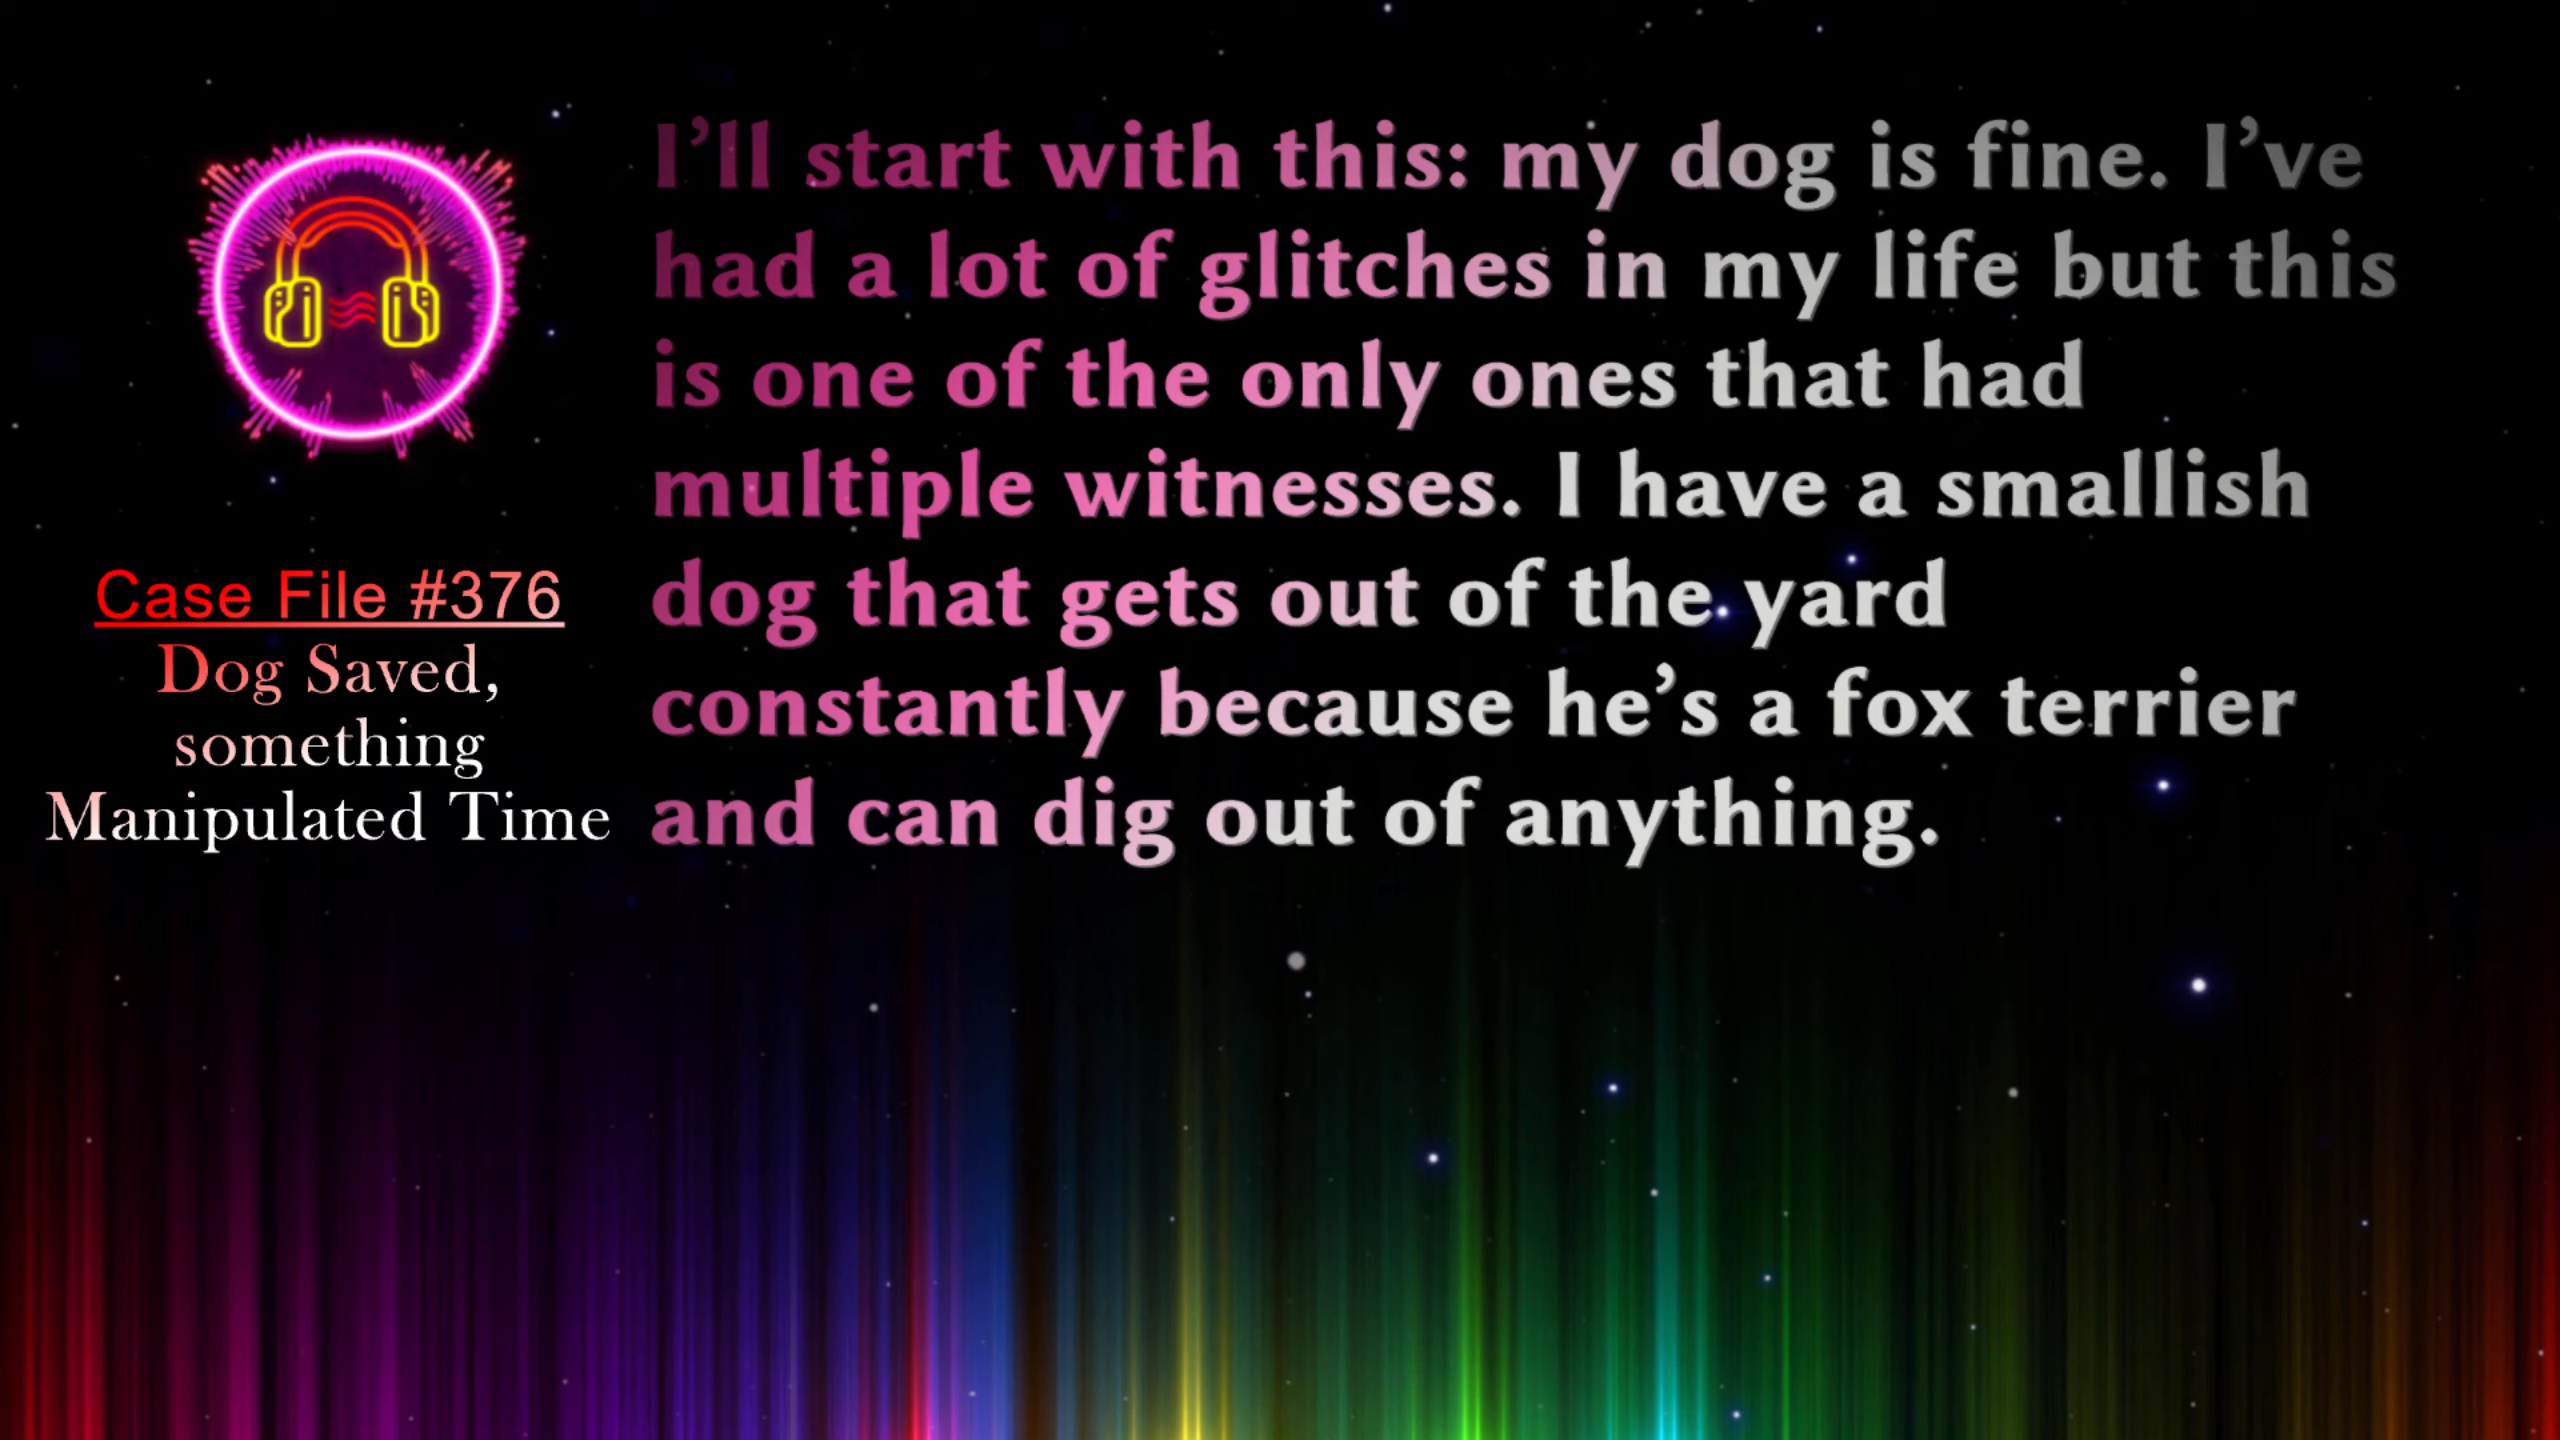 Case File #376
Dog Saved,
something
Manipulated Time
I’ll start with this: my dog is fine. I’ve
had a lot of glitches in my life but this
is one of the only ones that had
multiple witnesses. I have a smallish
dog that gets out of the yard
constantly because he’s a fox terrier
and can dig out of anything.